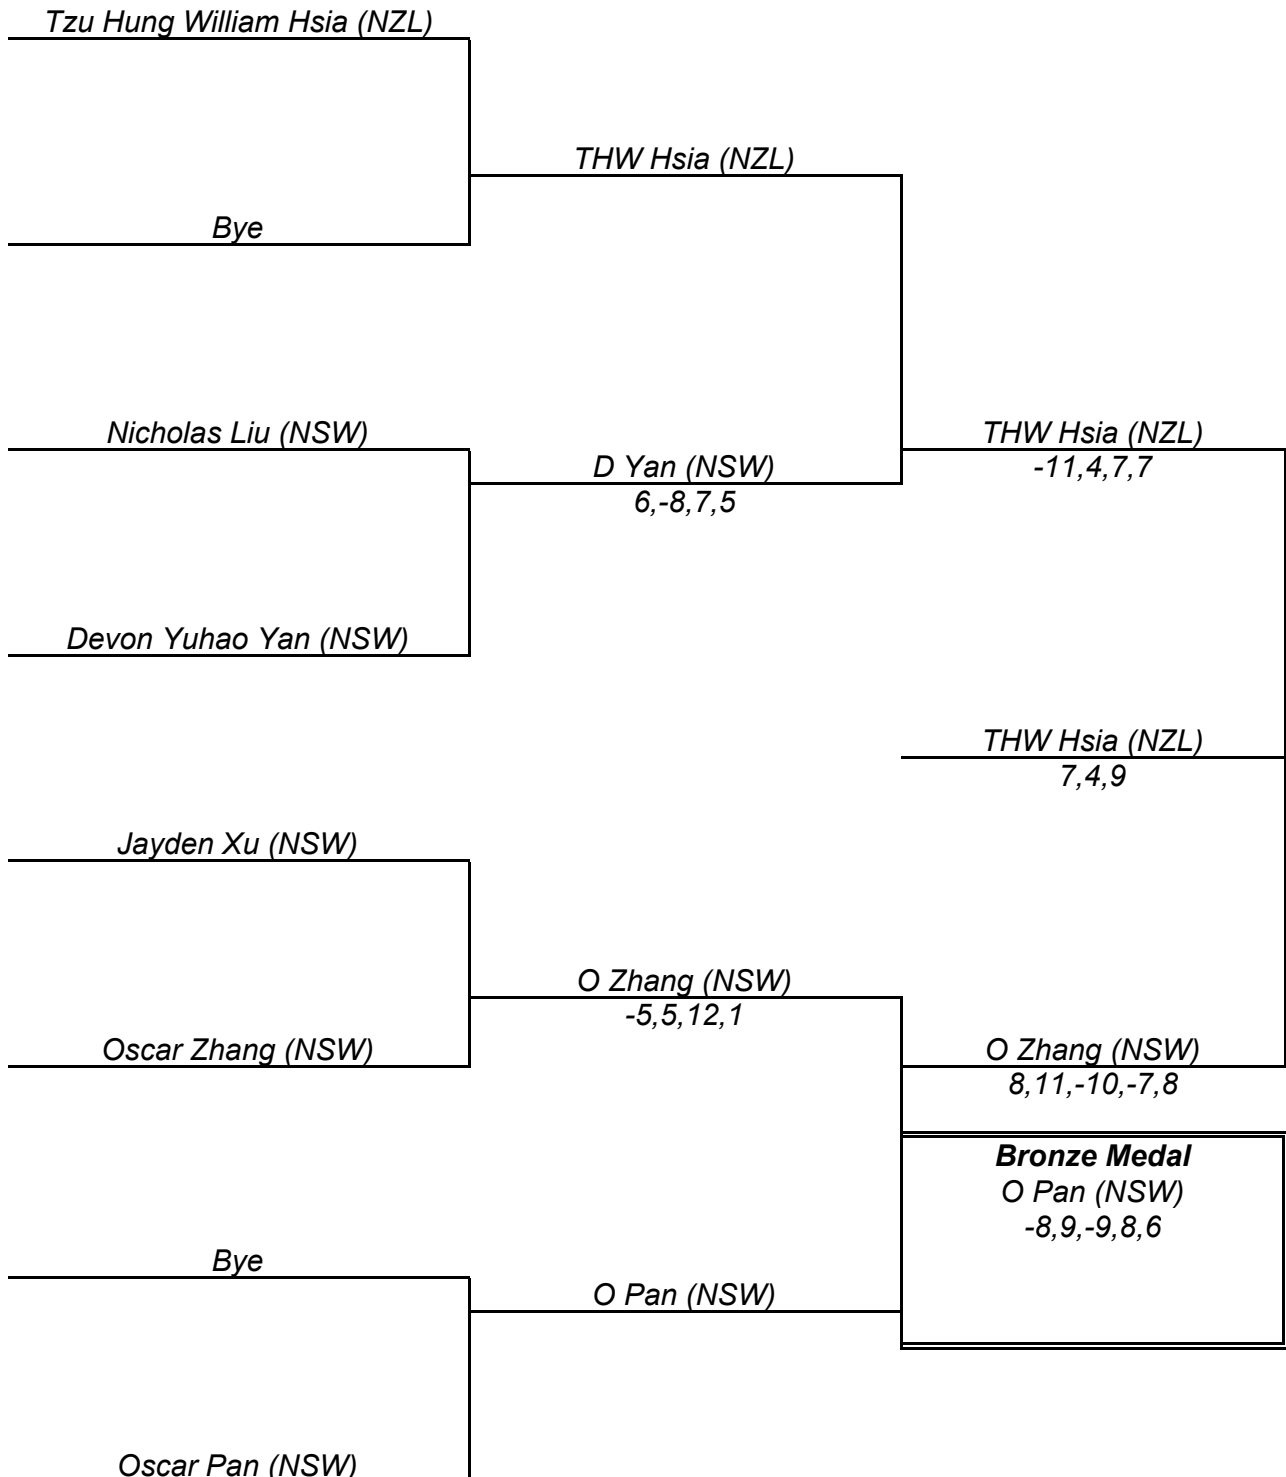 Tzu Hung William Hsia (NZL)
THW Hsia (NZL)
Bye
Nicholas Liu (NSW)
THW Hsia (NZL)
-11,4,7,7
D Yan (NSW)
6,-8,7,5
Devon Yuhao Yan (NSW)
THW Hsia (NZL)
7,4,9
Jayden Xu (NSW)
O Zhang (NSW)
-5,5,12,1
Oscar Zhang (NSW)
O Zhang (NSW)
8,11,-10,-7,8
Bronze Medal
O Pan (NSW)
-8,9,-9,8,6
Bye
O Pan (NSW)
Oscar Pan (NSW)